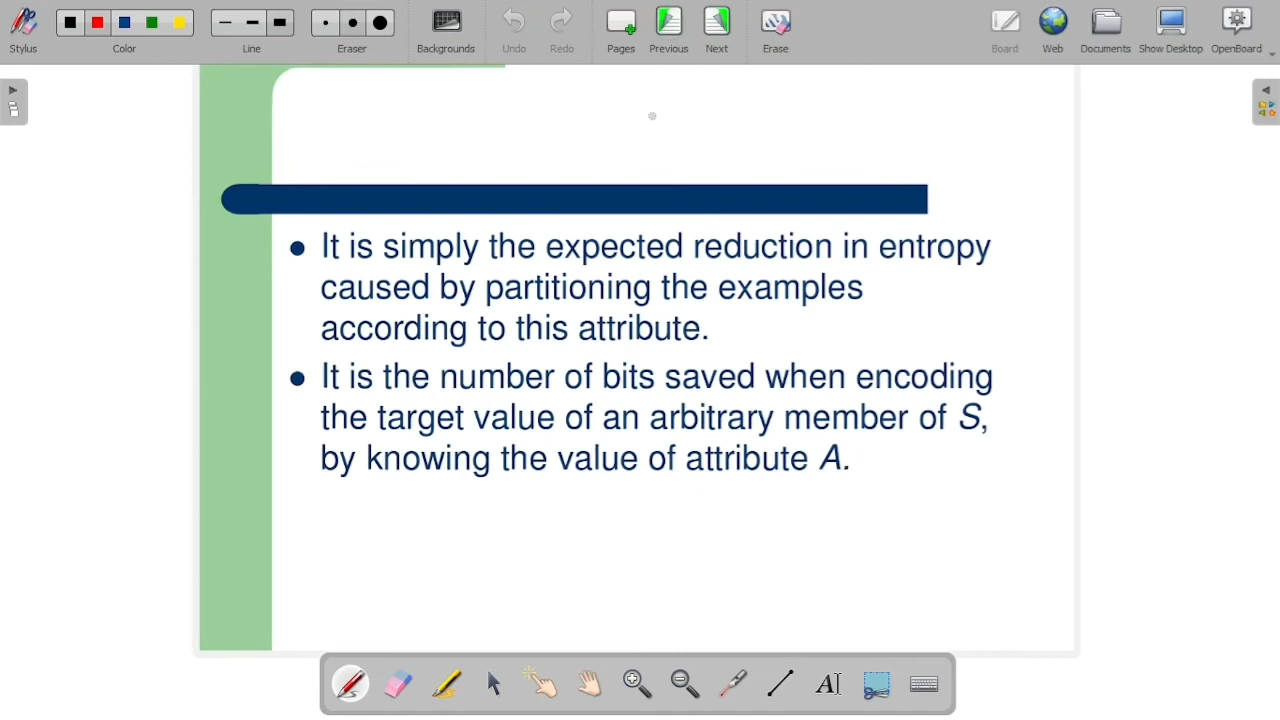 Stylus
Color
Line
Eraser
Backgrounds
Undo
Redo
Pages
Previous
Next
Erase
Board
Web
Documents
Show Desktop
OpenBoard
It is simply the expected reduction in entropy
caused by partitioning the examples
according to this attribute.
It is the number of bits saved when encoding
the target value of an arbitrary member of S,
by knowing the value of attribute A.